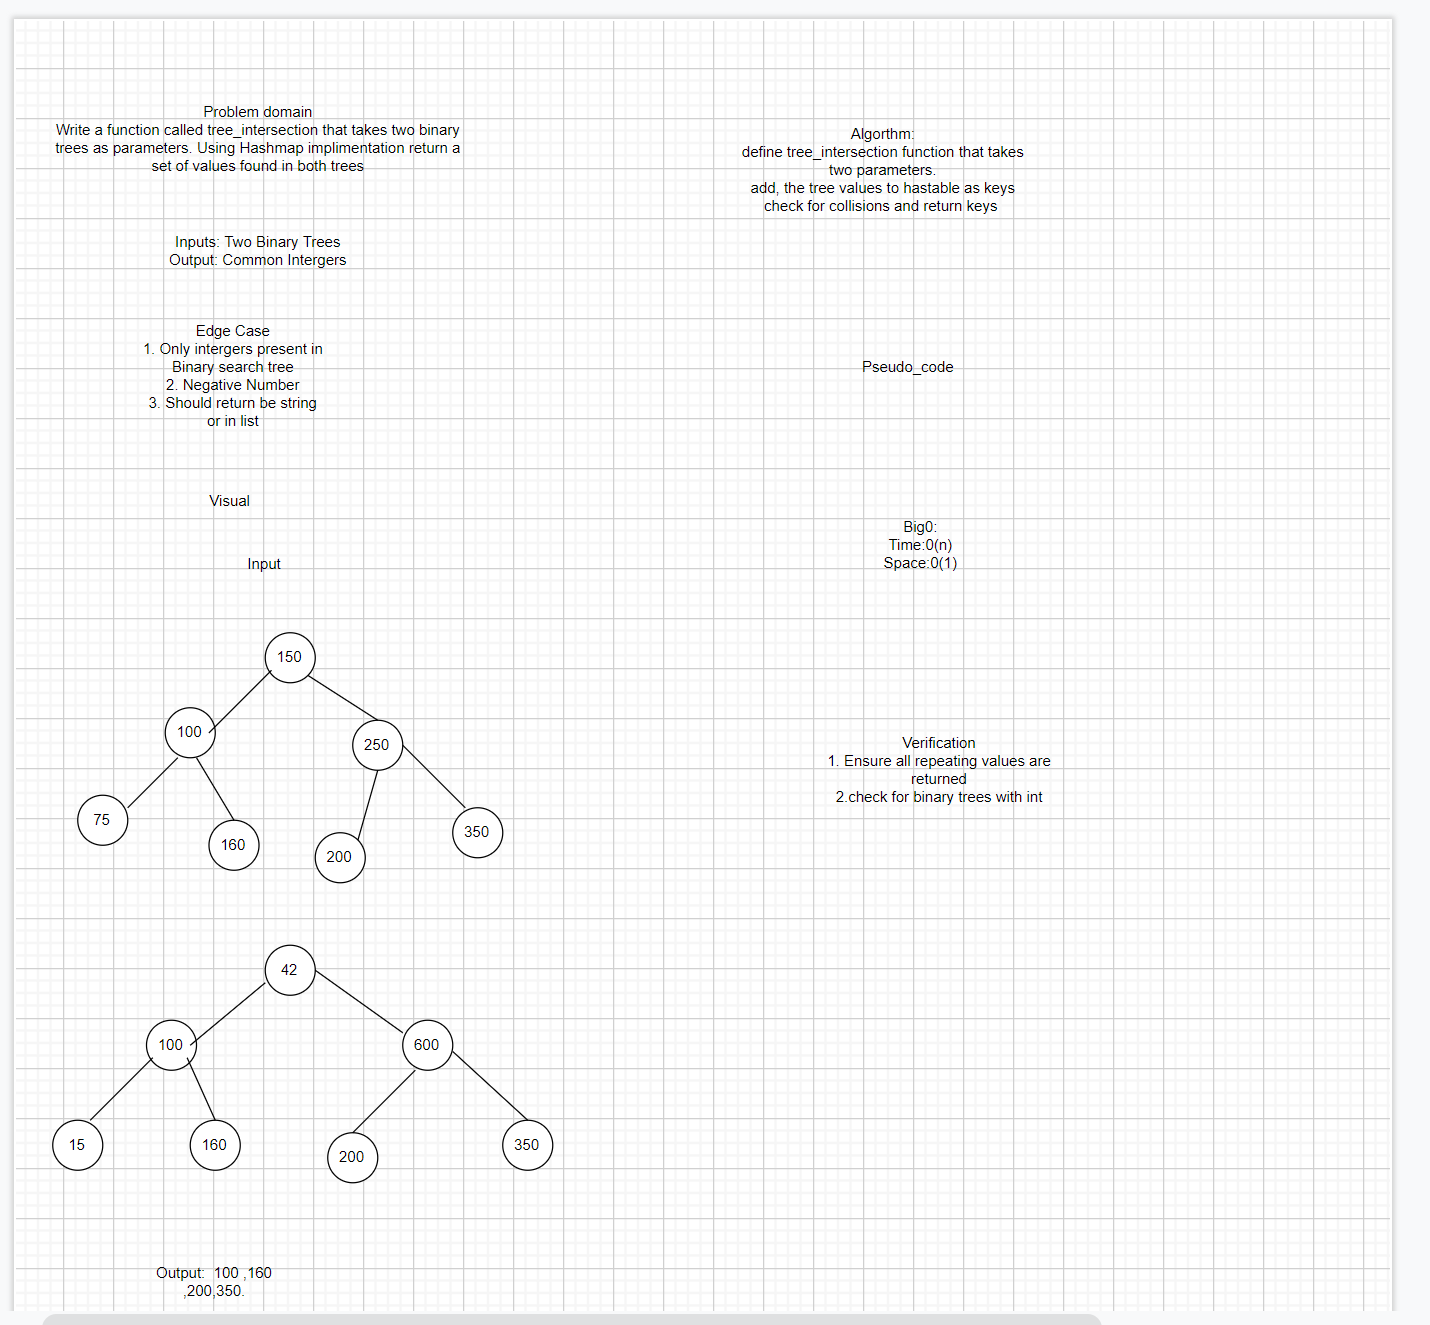 Problem domain
Write a function called tree_intersection that takes two binary
trees as parameters. Using Hashmap implimentation return a
set of values found in both trees
Inputs: Two Binary Trees
Output: Common Intergers
Edge Case
1. Only intergers present in
Binary search tree
2. Negative Number
3. Should return be string
or in list
Visual
Input
150
100
250
75
160
200
350
42
100
600
15
160
200
350
Output:  100 ,160
,200,350.
Algorthm:
define tree_intersection function that takes
two parameters.
add, the tree values to hastable as keys
check for collisions and return keys
Pseudo_code
Big0:
Time:0(n)
Space:0(1)
Verification
1. Ensure all repeating values are
returned
2.check for binary trees with int